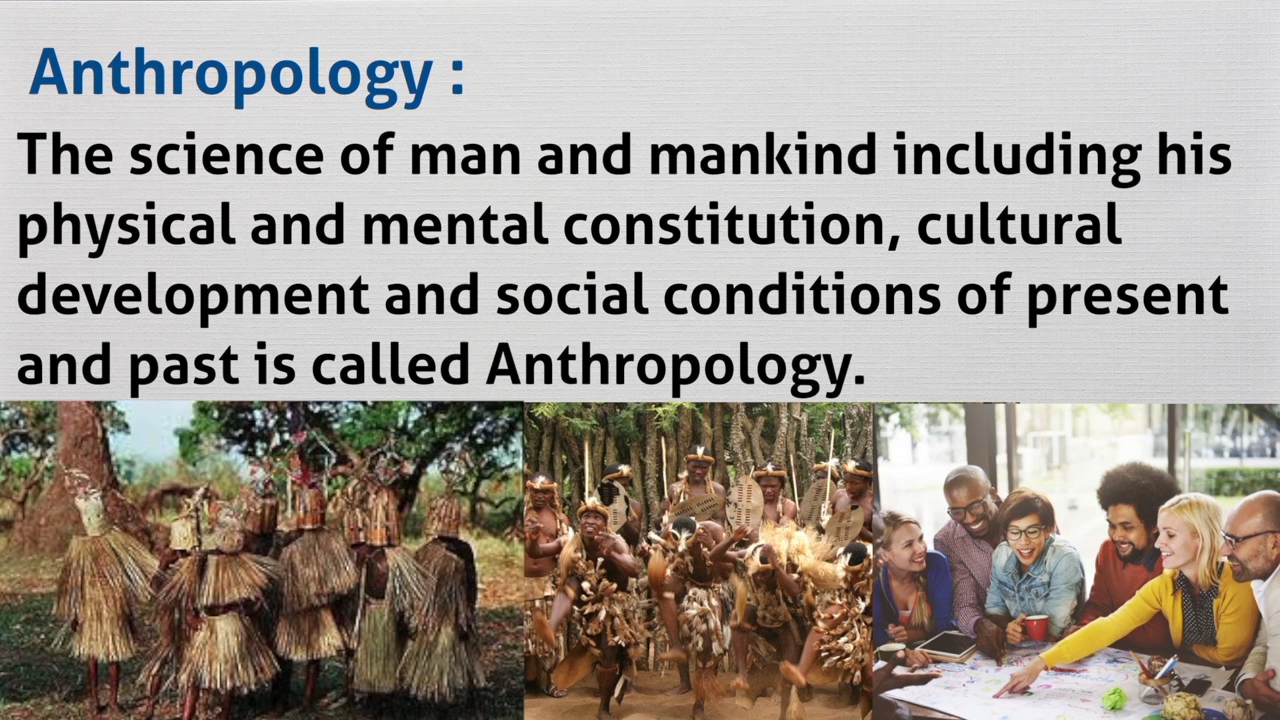 Anthropology :
The science of man and mankind including his
physical and mental constitution, cultural
development and social conditions of present
and past is called Anthropology.